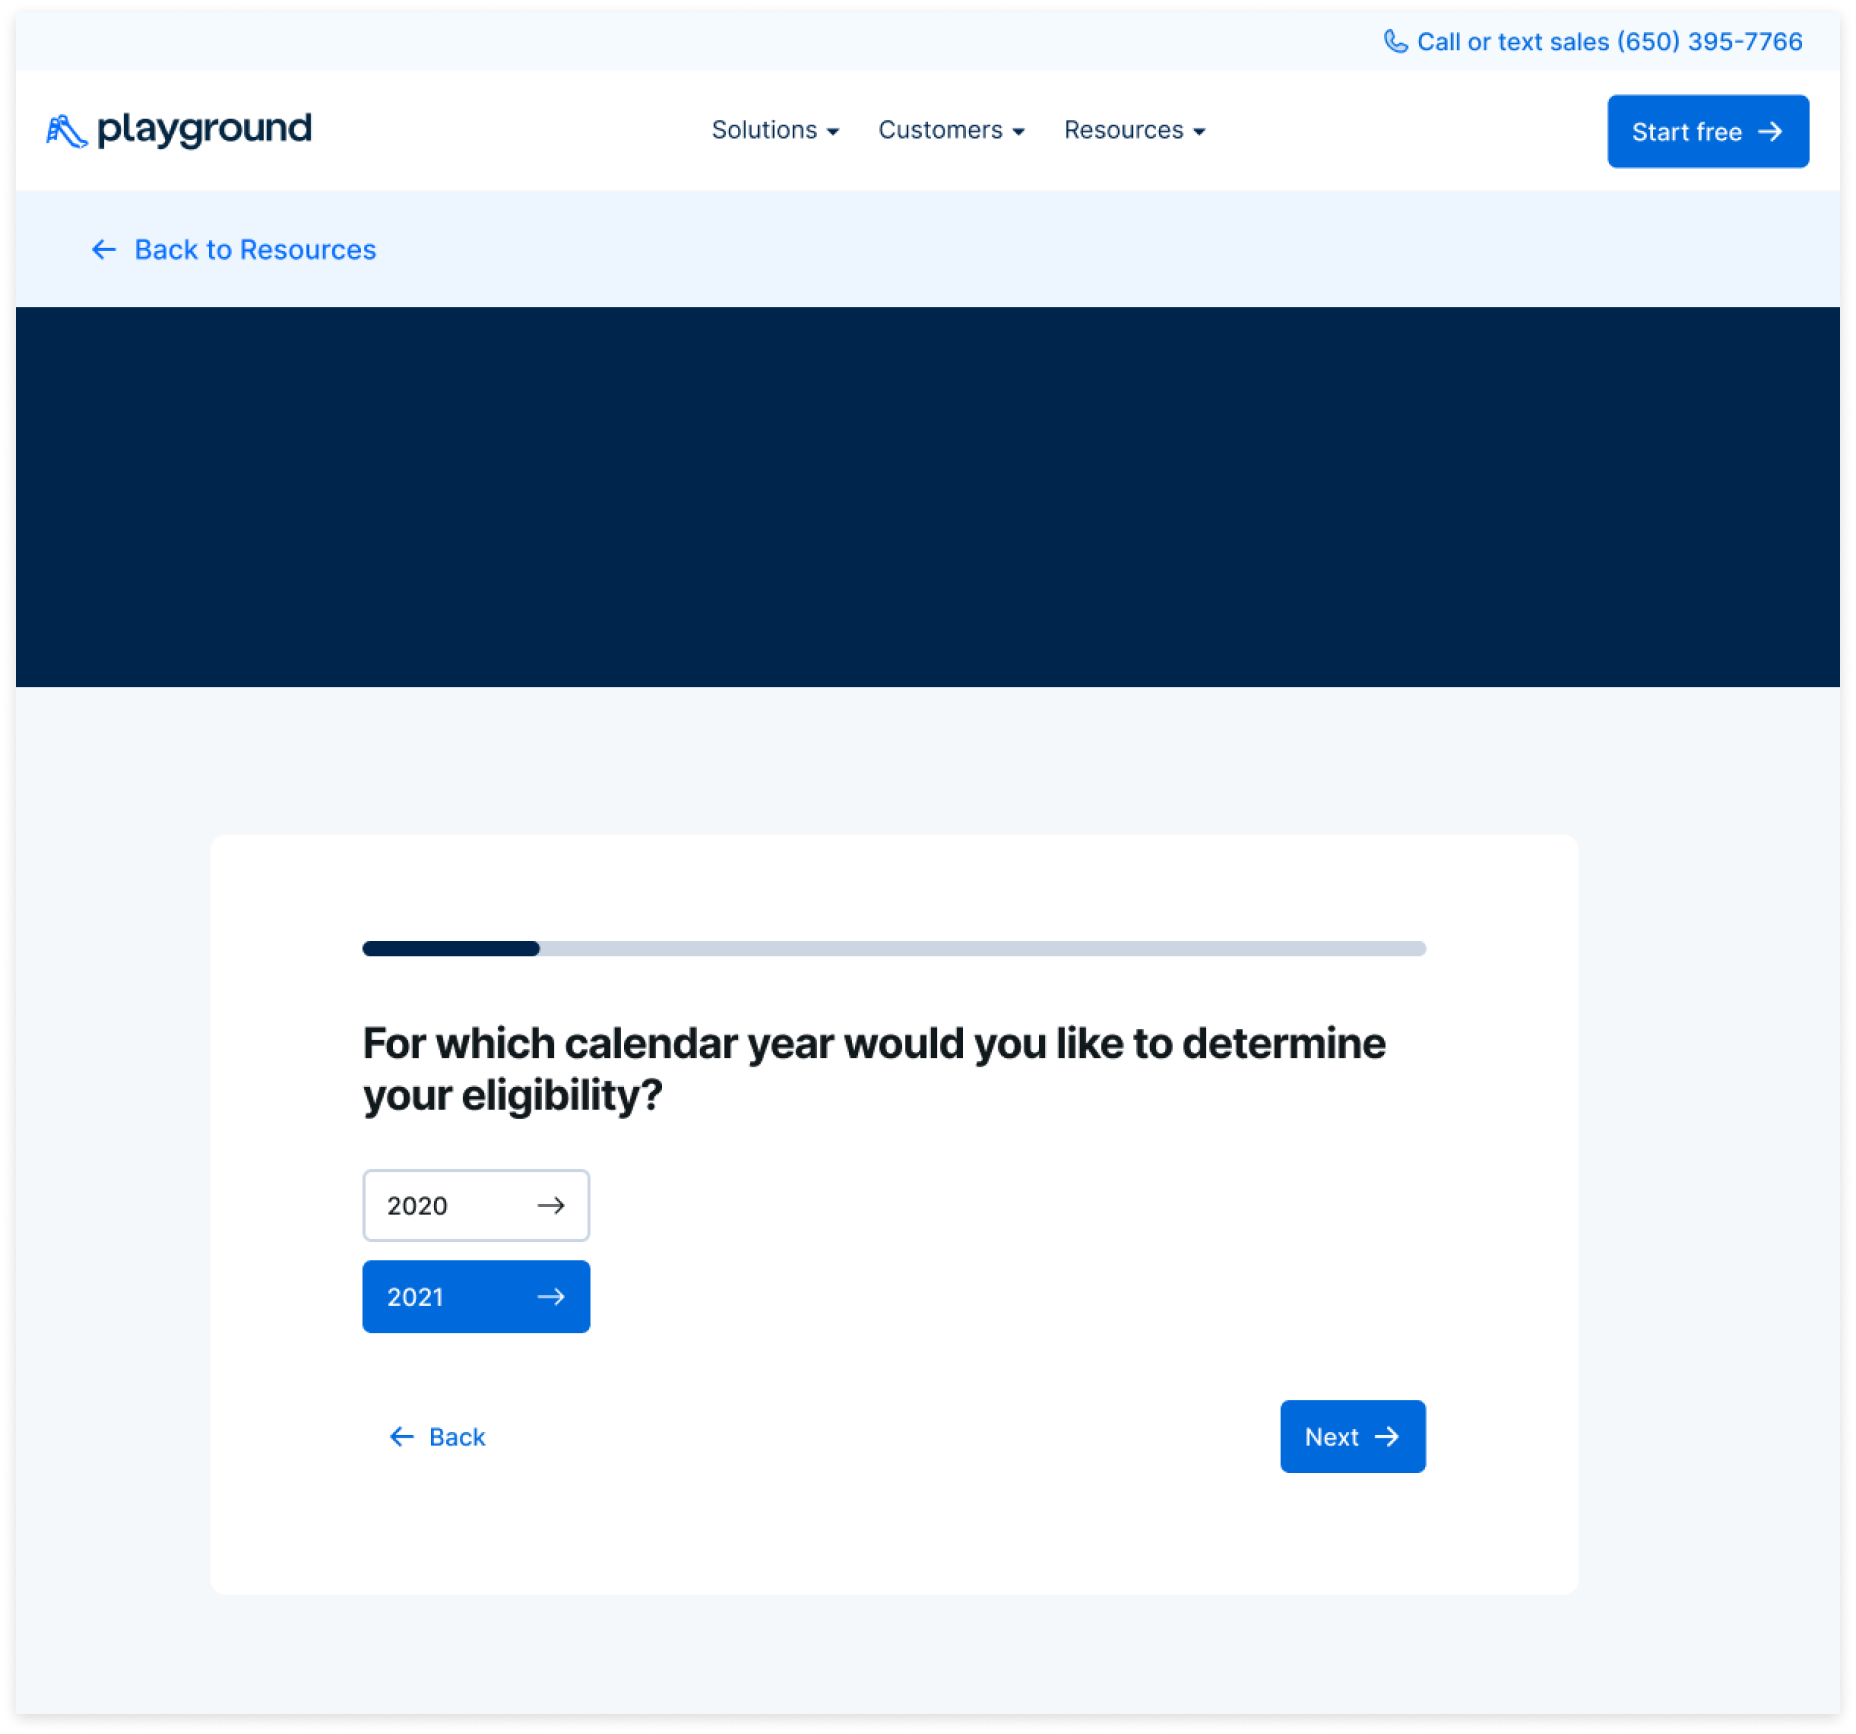 Call or text sales (650) 395-7766
playground
Solutions
Customers
Resources
Start free
Back to Resources
For which calendar year would you like to determine
your eligibility?
2020
2021
Back
Next